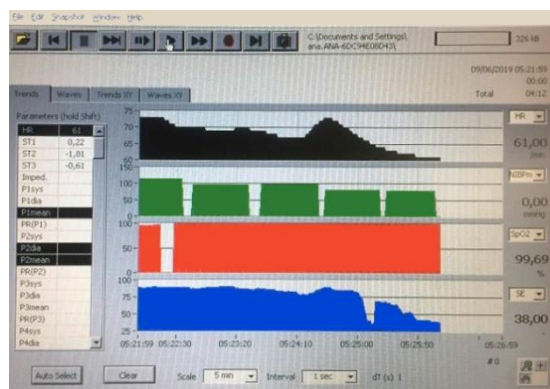 File Edit Snapshot Window Help
C:\Documents and Settings\
ana.ANA-6DC94E08D43\
326 kB
09/06/2019 05:21:59
00:00
Total 04:12
Trends Waves Trends XY Waves XY
Parameters (hold Shift)
HR 61
ST1 0,22
ST2 -1,81
ST3 -0,61
Imped.
P1sys
P1dia
P1mean
PR(P1)
P2sys
P2dia
P2mean
PR(P2)
P3sys
P3dia
P3mean
PR(P3)
P4sys
P4dia
75
70
65
60
HR
61,00
/min
150
100
50
0
NIBPm
0,00
mmHg
100
50
0
SpO2
99,69
%
100
75
50
25
SE
38,00
05:21:59 05:22:30 05:23:20 05:24:10 05:25:00 05:25:50 05:26:59
# 0
Auto Select Clear Scale 5 min Interval 1 sec dT (s) 1